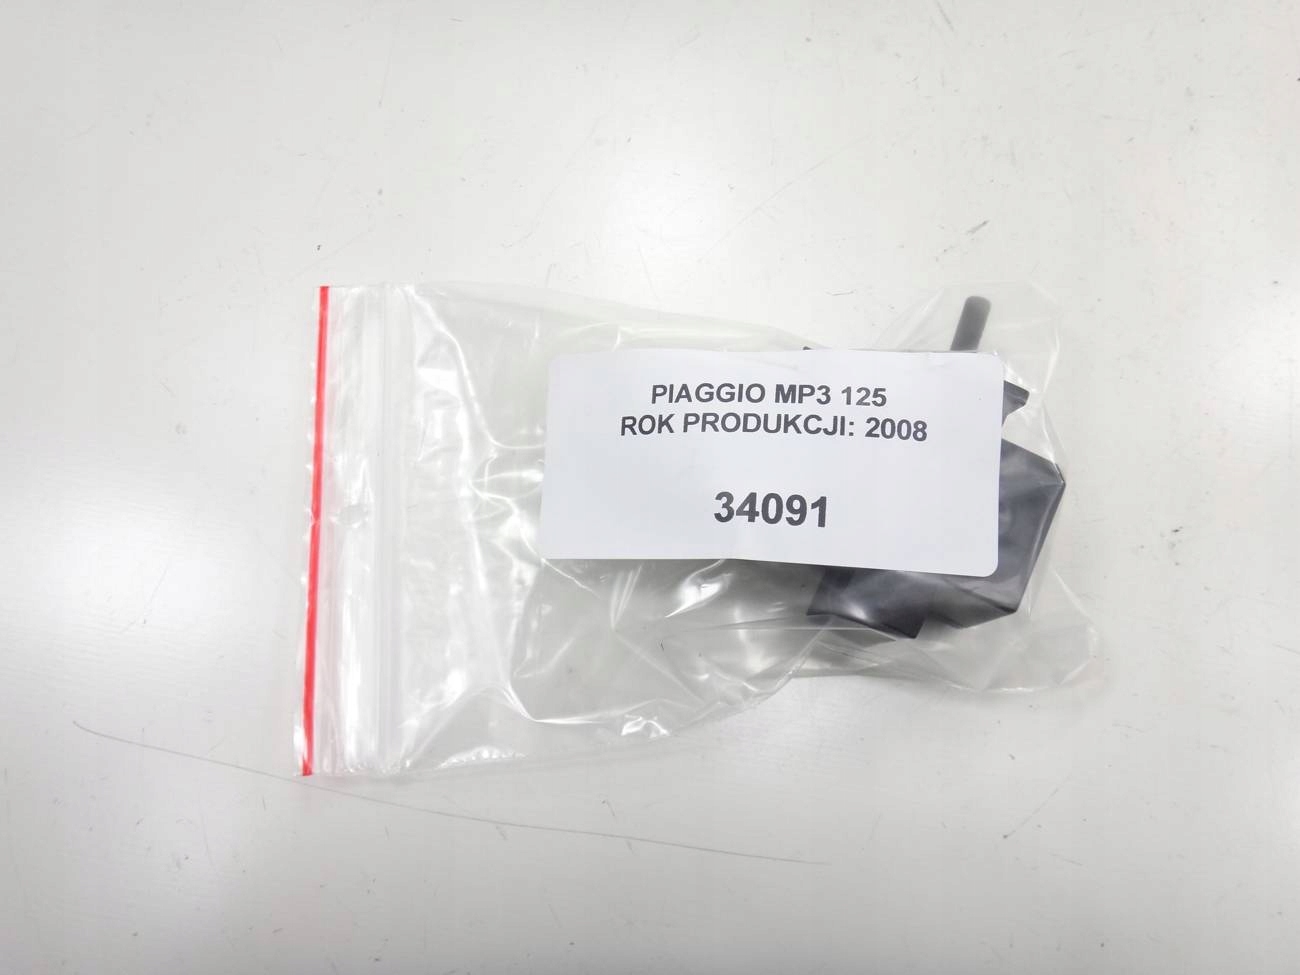 PIAGGIO MP3 125
ROK PRODUKCJI: 2008
34091